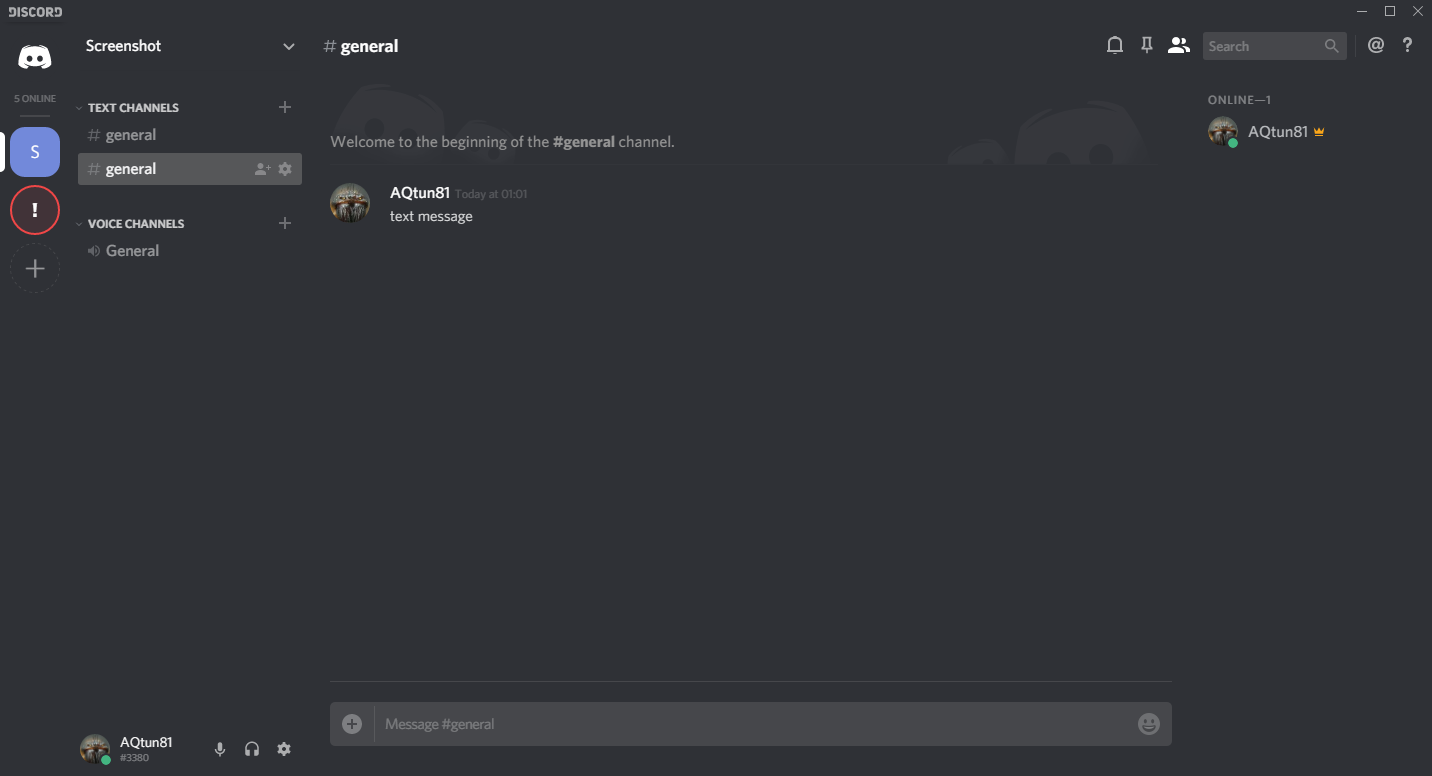 DISCORD
Screenshot
# general
Search
@
?
5 ONLINE
S
!
TEXT CHANNELS
# general
# general
VOICE CHANNELS
General
Welcome to the beginning of the #general channel.
AQtun81 Today at 01:01
text message
Message #general
ONLINE—1
AQtun81
AQtun81
#3380